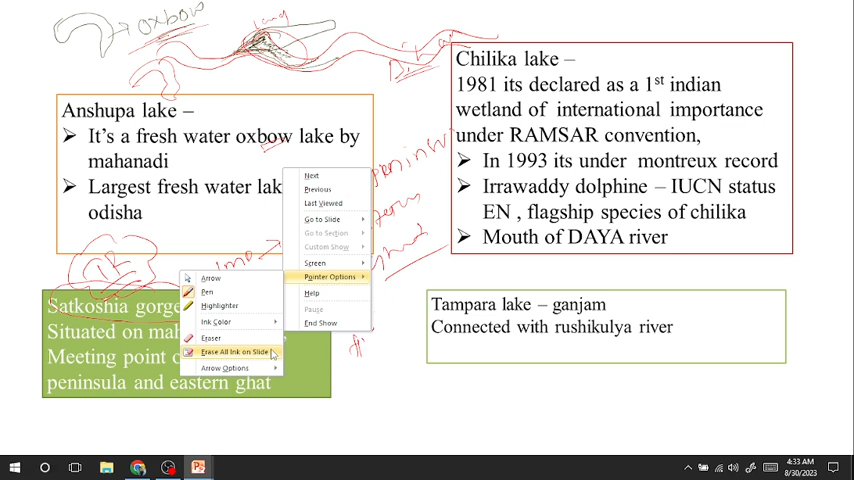 oxbow
Anshupa lake –
➢ It's a fresh water oxbow lake by
mahanadi
➢ Largest fresh water lak
odisha
Chilika lake –
1981 its declared as a 1st indian
wetland of international importance
under RAMSAR convention,
➢ In 1993 its under montreux record
➢ Irrawaddy dolphine – IUCN status
EN , flagship species of chilika
➢ Mouth of DAYA river
Next
Previous
Last Viewed
Go to Slide
Go to Section
Custom Show
Screen
Pointer Options
Help
Pause
End Show
Arrow
Pen
Highlighter
Ink Color
Eraser
Erase All Ink on Slide
Arrow Options
TR
Satkoshia gorge
Situated on mah
Meeting point o
peninsula and eastern ghat
Tampara lake – ganjam
Connected with rushikulya river
4:33 AM
8/30/2023